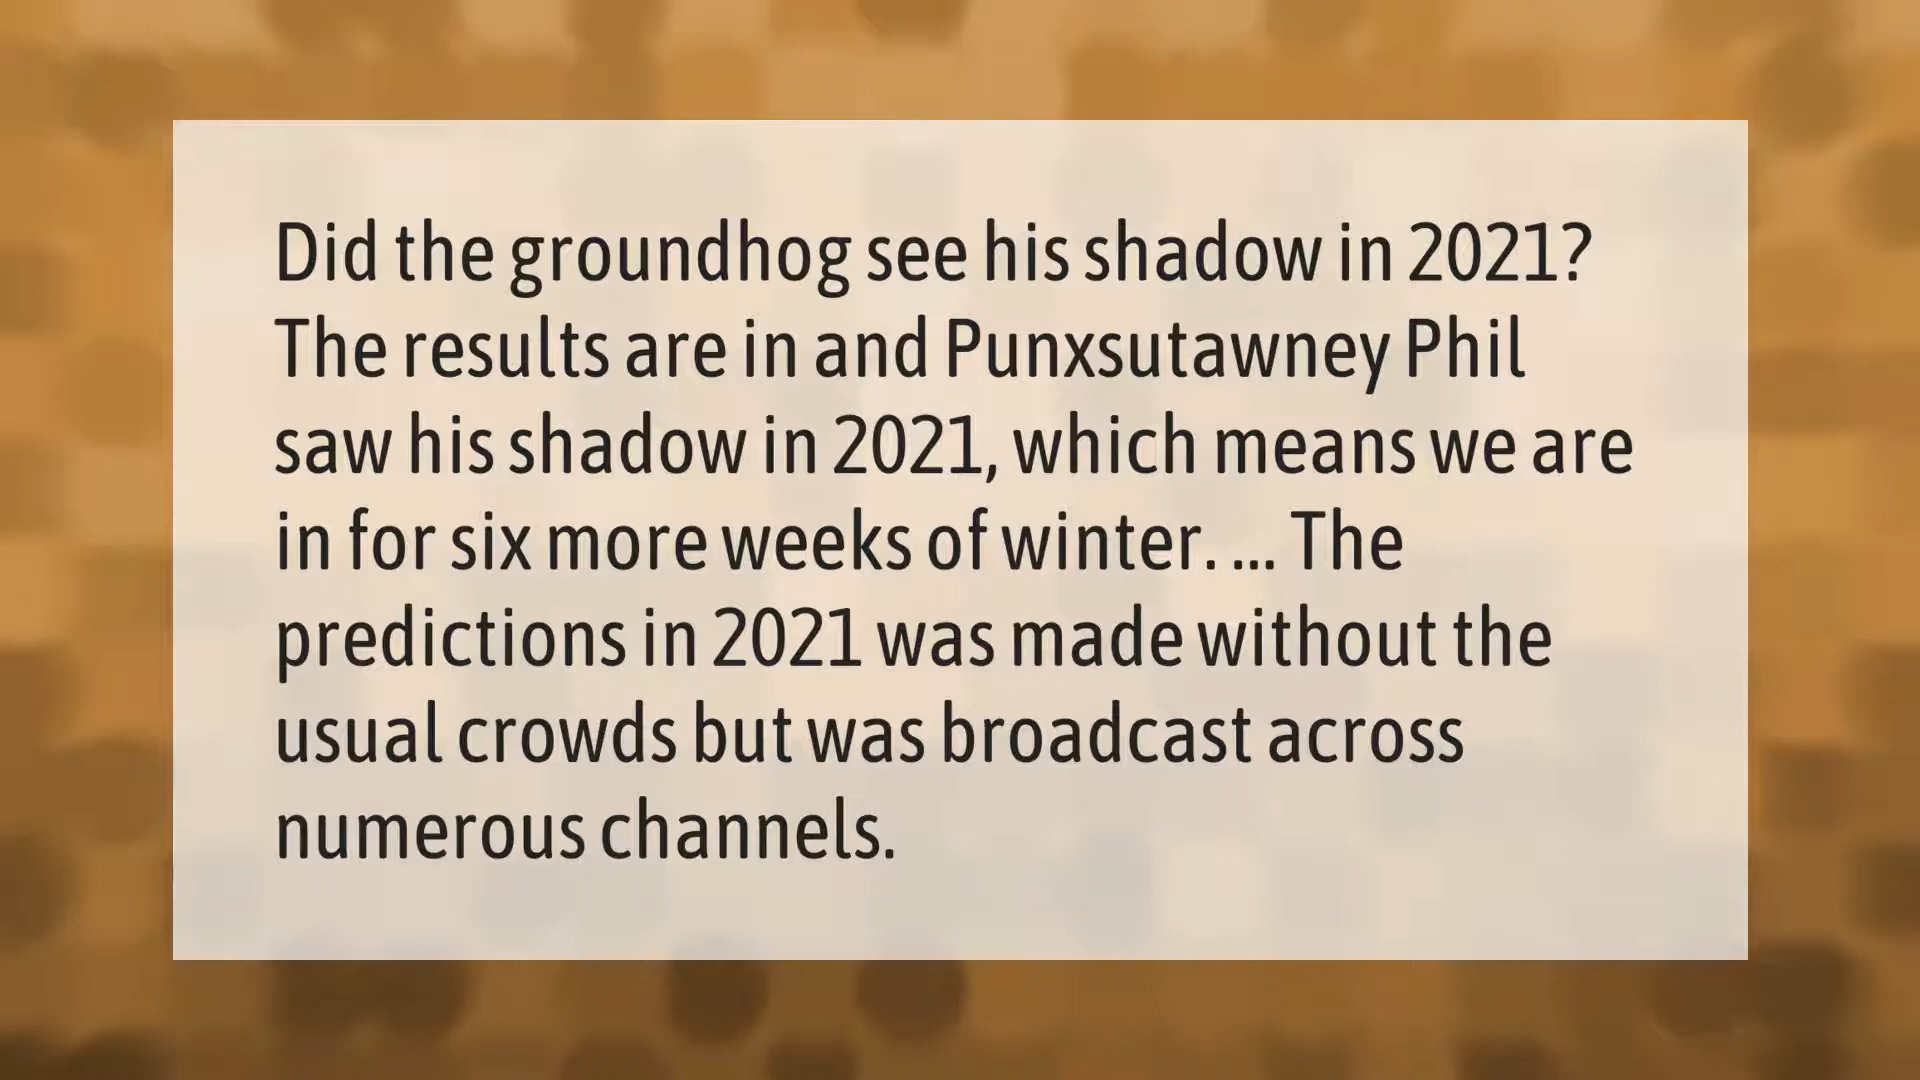 Did the groundhog see his shadow in 2021?
The results are in and Punxsutawney Phil
saw his shadow in 2021, which means we are
in for six more weeks of winter. ... The
predictions in 2021 was made without the
usual crowds but was broadcast across
numerous channels.